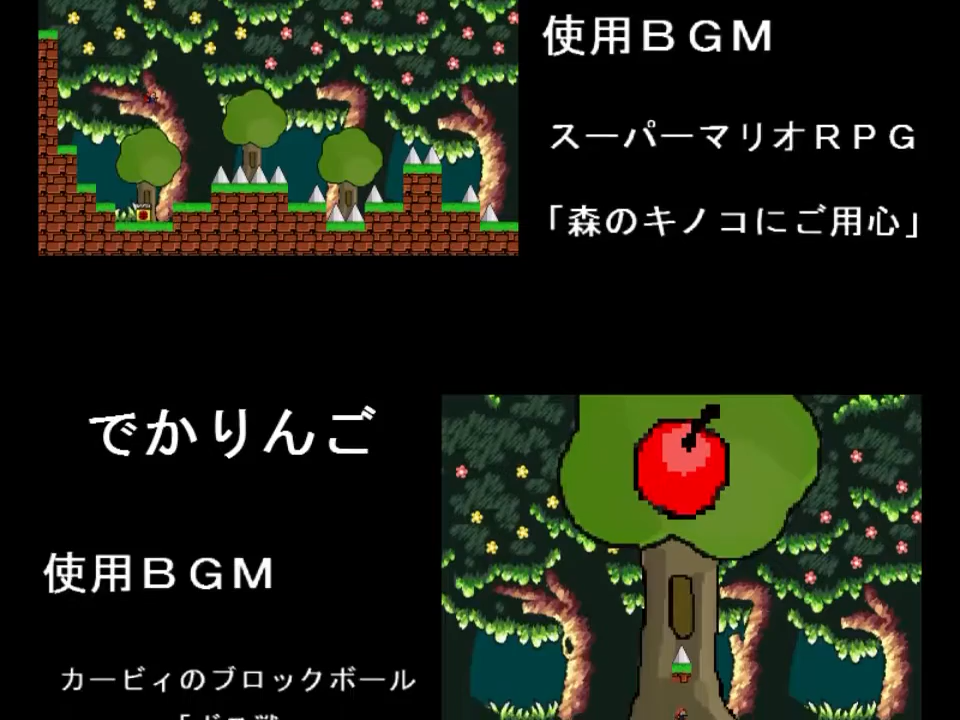 使用ＢＧＭ
スーパーマリオＲＰＧ
「森のキノコにご用心」
でかりんご
使用ＢＧＭ
カービィのブロックボール